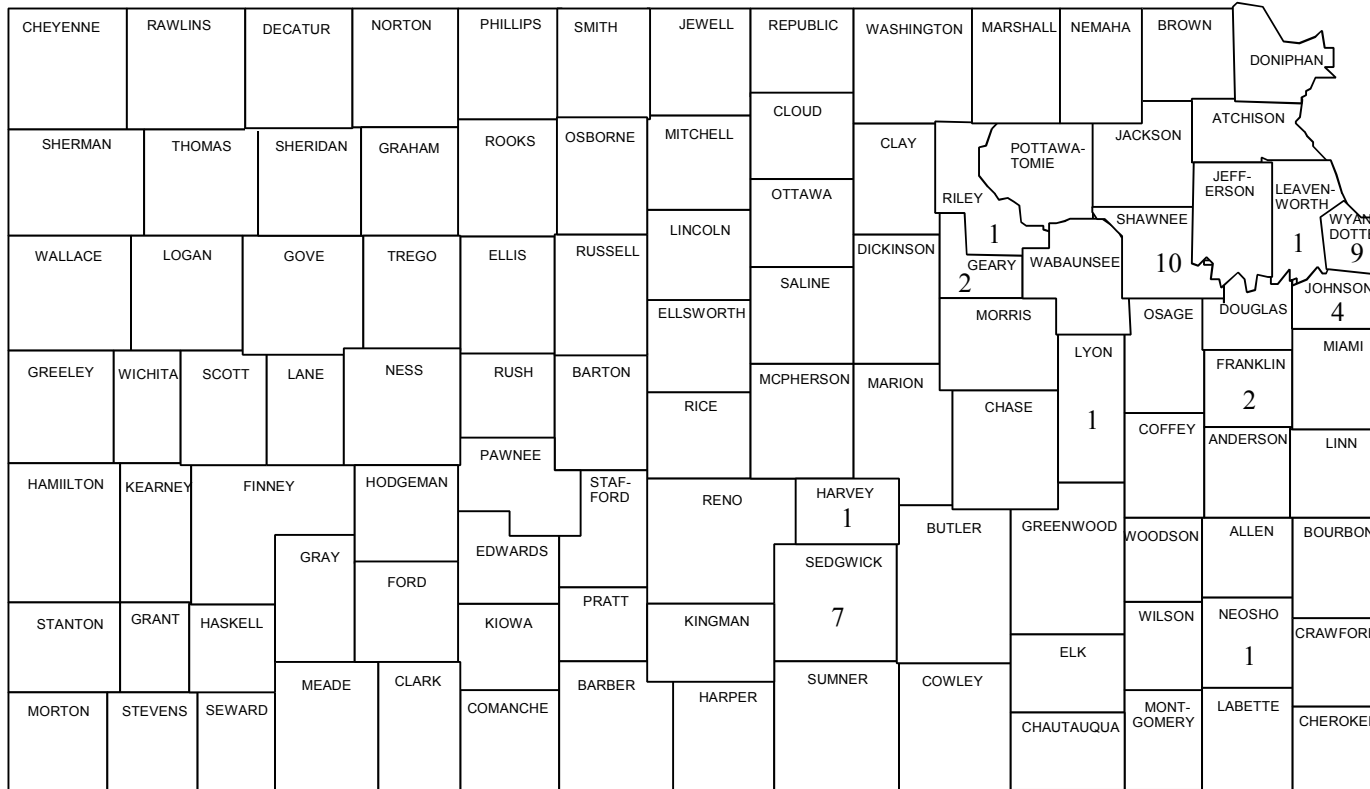 CHEYENNE
RAWLINS
DECATUR
NORTON
PHILLIPS
SMITH
JEWELL
REPUBLIC
WASHINGTON
MARSHALL
NEMAHA
BROWN
DONIPHAN
SHERMAN
THOMAS
SHERIDAN
GRAHAM
ROOKS
OSBORNE
MITCHELL
CLOUD
CLAY
RILEY
1
POTTAWA-
TOMIE
JACKSON
ATCHISON
JEFF-
ERSON
LEAVEN-
WORTH
1
WYAN
DOTTE
9
OTTAWA
LINCOLN
SHAWNEE
10
WALLACE
LOGAN
GOVE
TREGO
ELLIS
RUSSELL
SALINE
DICKINSON
GEARY
2
WABAUNSEE
JOHNSON
4
ELLSWORTH
MORRIS
OSAGE
DOUGLAS
MIAMI
GREELEY
WICHITA
SCOTT
LANE
NESS
RUSH
BARTON
RICE
MCPHERSON
MARION
CHASE
LYON
1
FRANKLIN
2
COFFEY
ANDERSON
LINN
HAMIILTON
KEARNEY
FINNEY
HODGEMAN
PAWNEE
STAF-
FORD
RENO
HARVEY
1
BUTLER
GREENWOOD
WOODSON
ALLEN
BOURBON
GRAY
FORD
EDWARDS
PRATT
SEDGWICK
7
STANTON
GRANT
HASKELL
KIOWA
KINGMAN
ELK
WILSON
NEOSHO
1
CRAWFORD
MORTON
STEVENS
SEWARD
MEADE
CLARK
COMANCHE
BARBER
HARPER
SUMNER
COWLEY
CHAUTAUQUA
MONT-
GOMERY
LABETTE
CHEROKEE